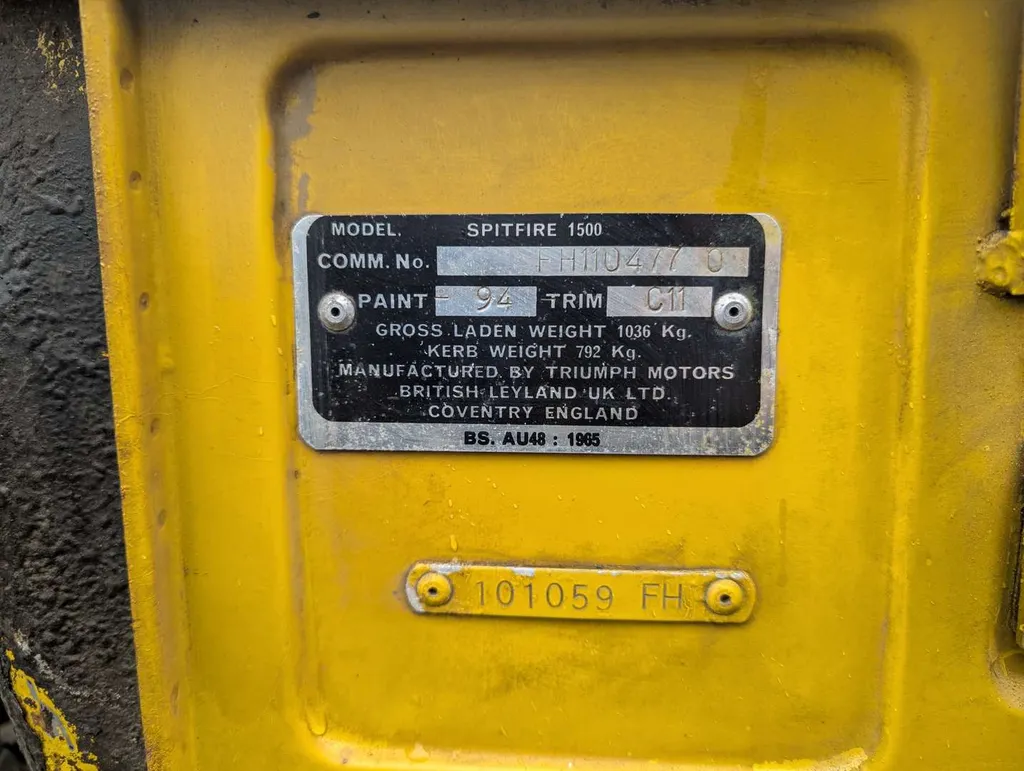 MODEL. SPITFIRE 1500
COMM. No. FH110477 O
PAINT - 94 - TRIM C11
GROSS LADEN WEIGHT 1036 Kg.
KERB WEIGHT 792 Kg.
MANUFACTURED BY TRIUMPH MOTORS
BRITISH LEYLAND UK LTD.
COVENTRY ENGLAND
BS. AU48 : 1965
101059 FH